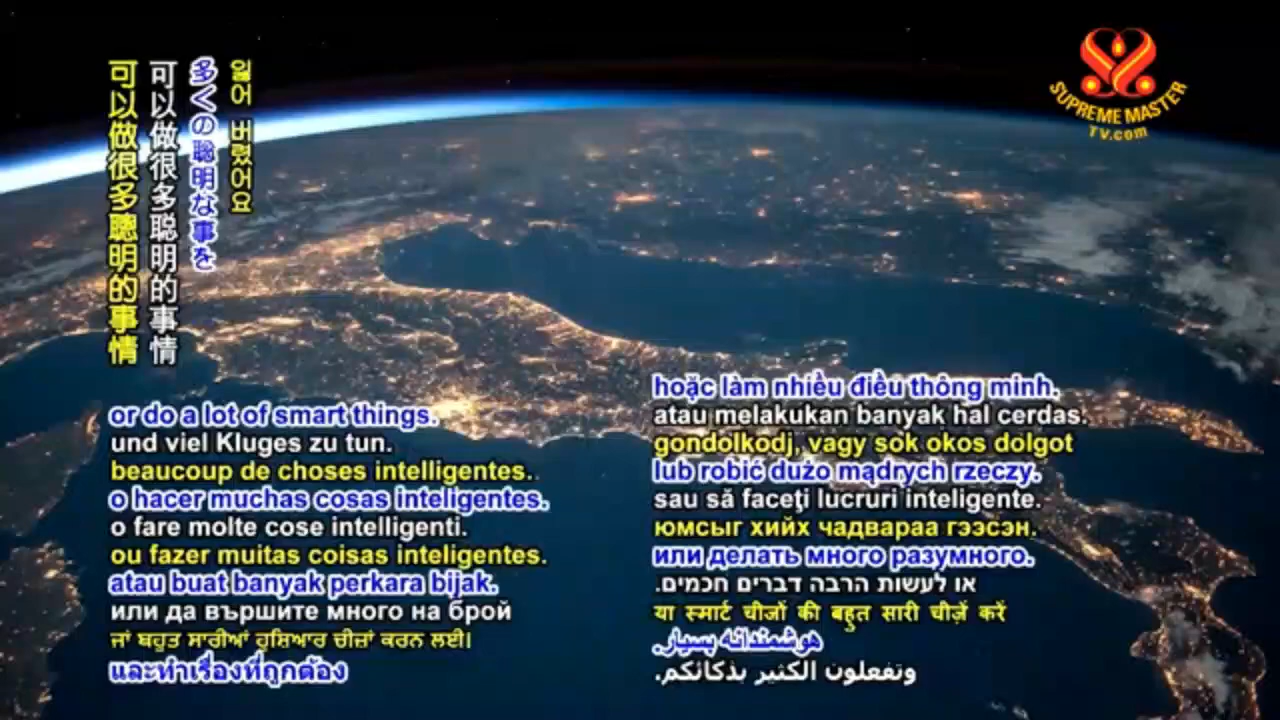 可以做很多聰明的事情
可以做很多聪明的事情
多くの聡明な事を
잃어 버렸어요
SUPREME MASTER
TV.com
or do a lot of smart things.
und viel Kluges zu tun.
beaucoup de choses intelligentes.
o hacer muchas cosas inteligentes.
o fare molte cose intelligenti.
ou fazer muitas coisas inteligentes.
atau buat banyak perkara bijak.
или да вършите много на брой
ਜਾਂ ਬਹੁਤ ਸਾਰੀਆਂ ਹੁਸ਼ਿਆਰ ਚੀਜ਼ਾਂ ਕਰਨ ਲਈ।
และทำเรื่องที่ถูกต้อง
hoặc làm nhiều điều thông minh.
atau melakukan banyak hal cerdas.
gondolkodj, vagy sok okos dolgot
lub robić dużo mądrych rzeczy.
sau să faceţi lucruri inteligente.
юмсыг хийх чадвараа гээсэн.
или делать много разумного.
או לעשות הרבה דברים חכמים.
या स्मार्ट चीजों की बहुत सारी चीज़ें करें
هوشمندانه بسیار.
وتفعلون الكثير بذكائكم.